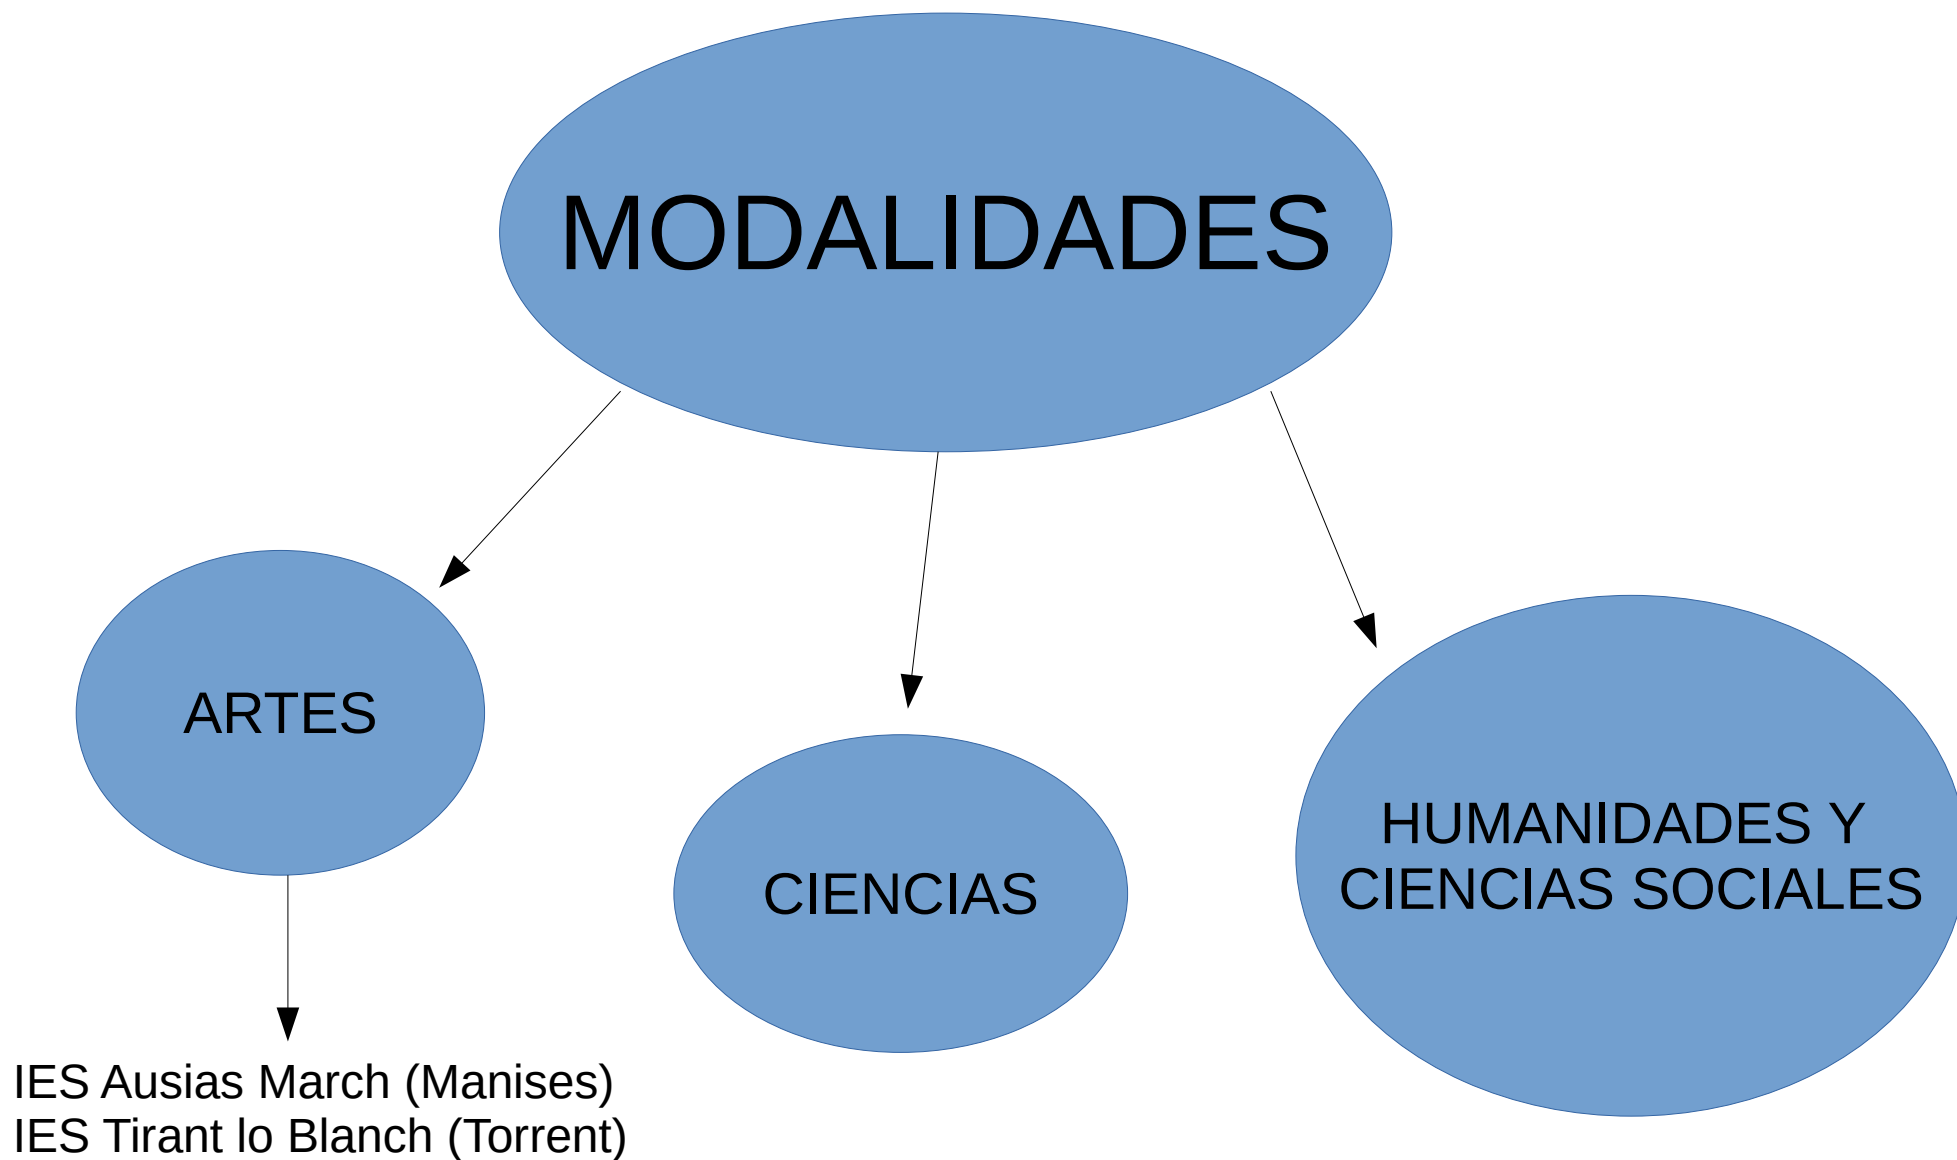 MODALIDADES
ARTES
CIENCIAS
HUMANIDADES Y
CIENCIAS SOCIALES
IES Ausias March (Manises)
IES Tirant lo Blanch (Torrent)